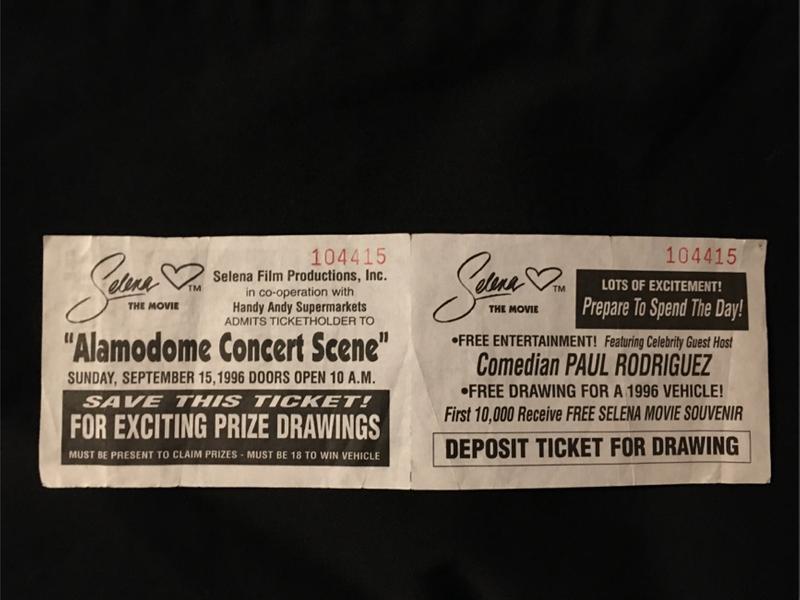 104415
Selena ™
THE MOVIE
Selena Film Productions, Inc.
in co-operation with
Handy Andy Supermarkets
ADMITS TICKETHOLDER TO
"Alamodome Concert Scene"
SUNDAY, SEPTEMBER 15,1996 DOORS OPEN 10 A.M.
SAVE THIS TICKET!
FOR EXCITING PRIZE DRAWINGS
MUST BE PRESENT TO CLAIM PRIZES - MUST BE 18 TO WIN VEHICLE
104415
Selena ™
THE MOVIE
LOTS OF EXCITEMENT!
Prepare To Spend The Day!
•FREE ENTERTAINMENT! Featuring Celebrity Guest Host
Comedian PAUL RODRIGUEZ
•FREE DRAWING FOR A 1996 VEHICLE!
First 10,000 Receive FREE SELENA MOVIE SOUVENIR
DEPOSIT TICKET FOR DRAWING